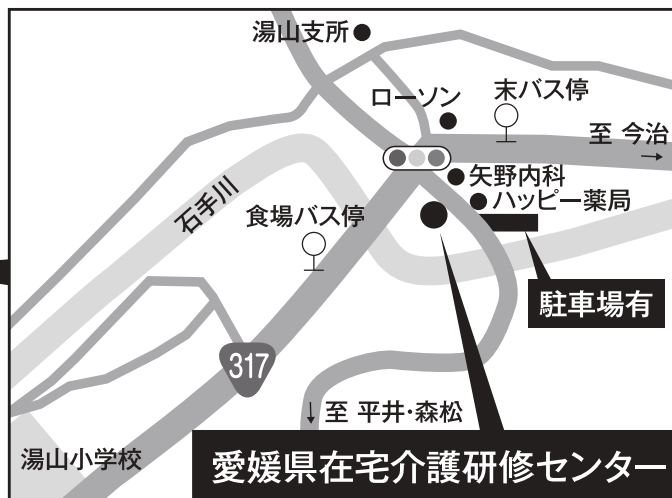 湯山支所
ローソン
末バス停
至 今治
→
矢野内科
ハッピー薬局
石手川
食場バス停
駐車場有
317
↓至 平井・森松
湯山小学校
愛媛県在宅介護研修センター